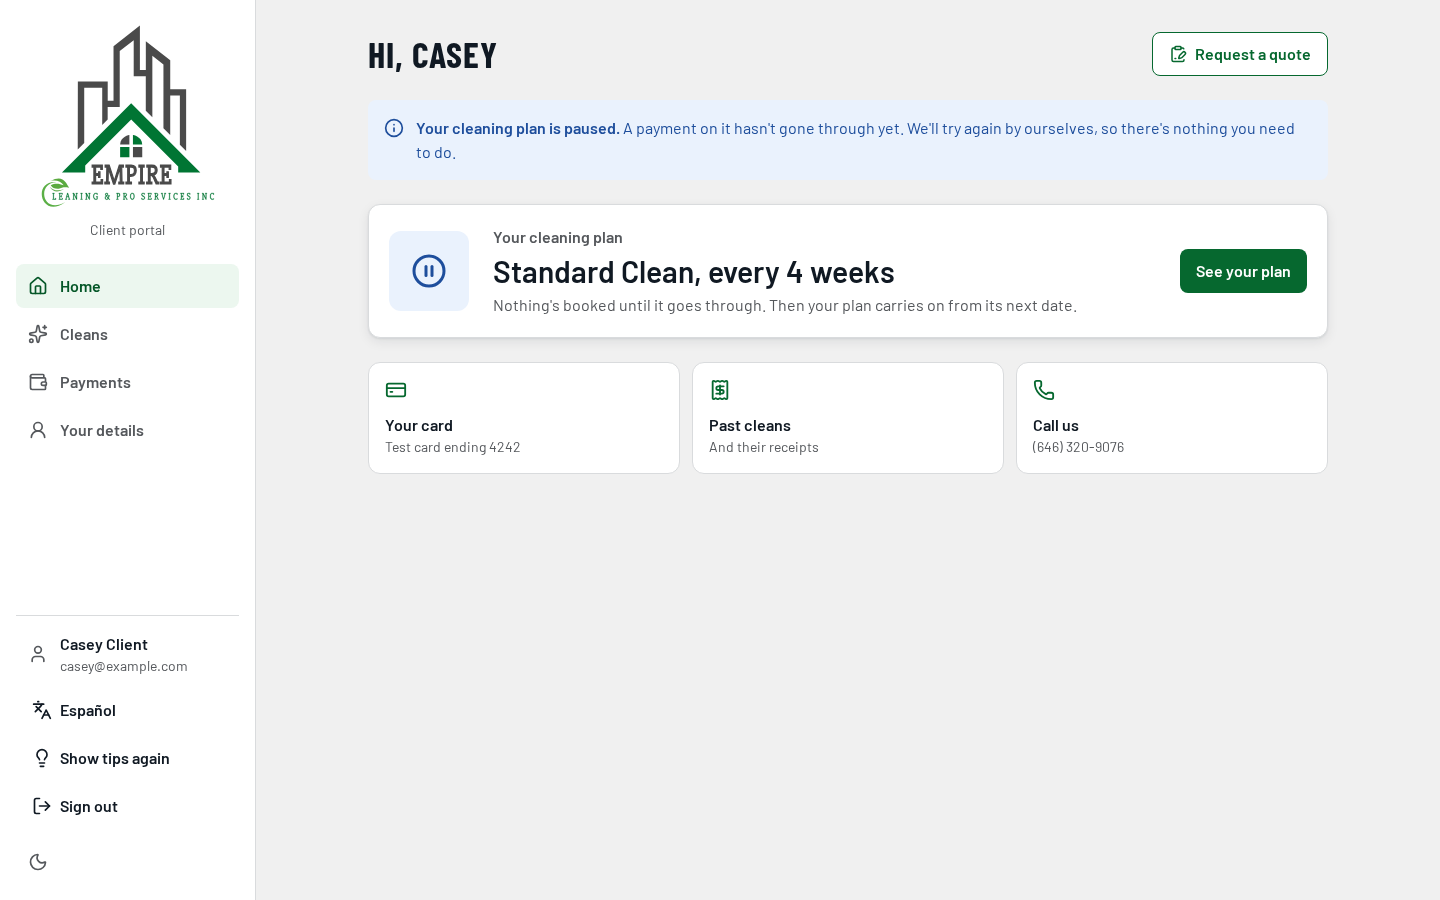 HI, CASEY
Request a quote
EMPIRE
LEANING & PRO SERVICES INC
Client portal
Home
Cleans
Payments
Your details
Your cleaning plan is paused. A payment on it hasn't gone through yet. We'll try again by ourselves, so there's nothing you need
to do.
Your cleaning plan
Standard Clean, every 4 weeks
Nothing's booked until it goes through. Then your plan carries on from its next date.
See your plan
Your card
Test card ending 4242
Past cleans
And their receipts
Call us
(646) 320-9076
Casey Client
casey@example.com
Español
Show tips again
Sign out